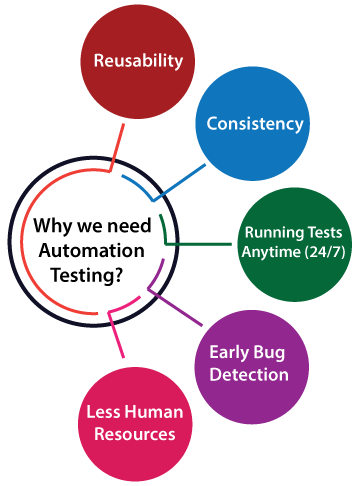 Reusability
Consistency
Why we need
Automation
Testing?
Running Tests
Anytime (24/7)
Early Bug
Detection
Less Human
Resources